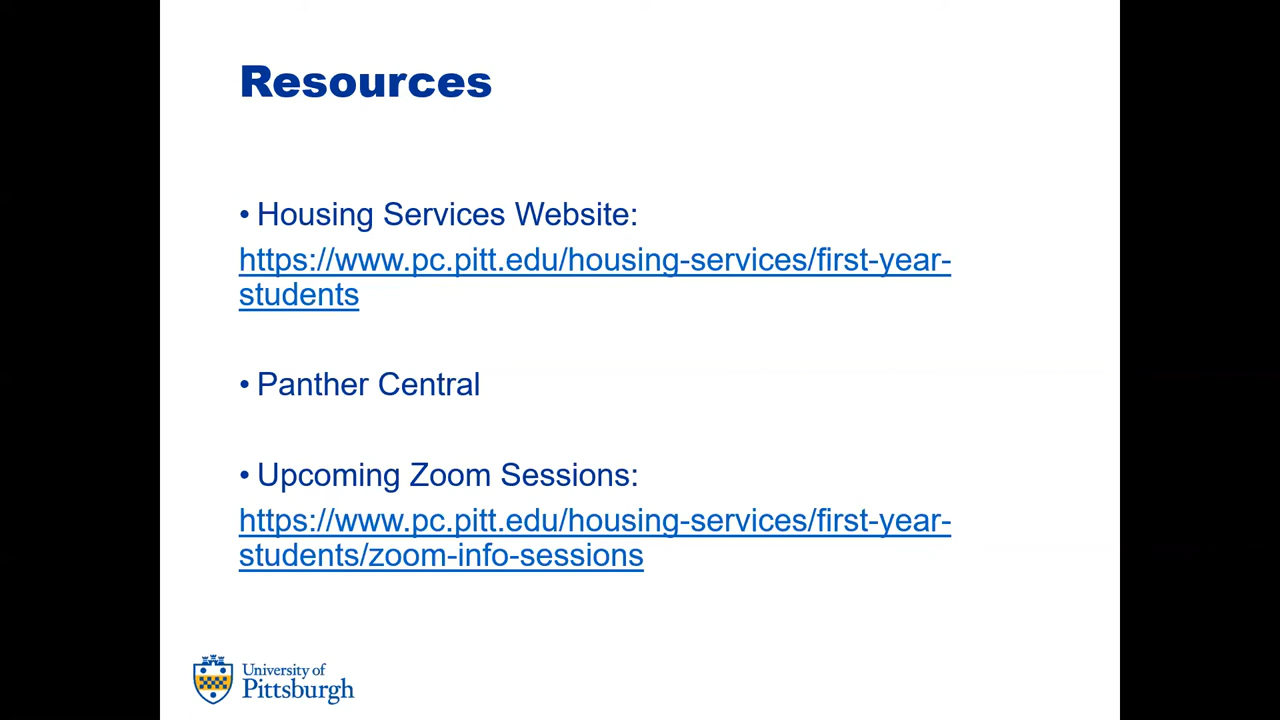 Resources
• Housing Services Website:
https://www.pc.pitt.edu/housing-services/first-year-
students
• Panther Central
• Upcoming Zoom Sessions:
https://www.pc.pitt.edu/housing-services/first-year-
students/zoom-info-sessions
University of
Pittsburgh